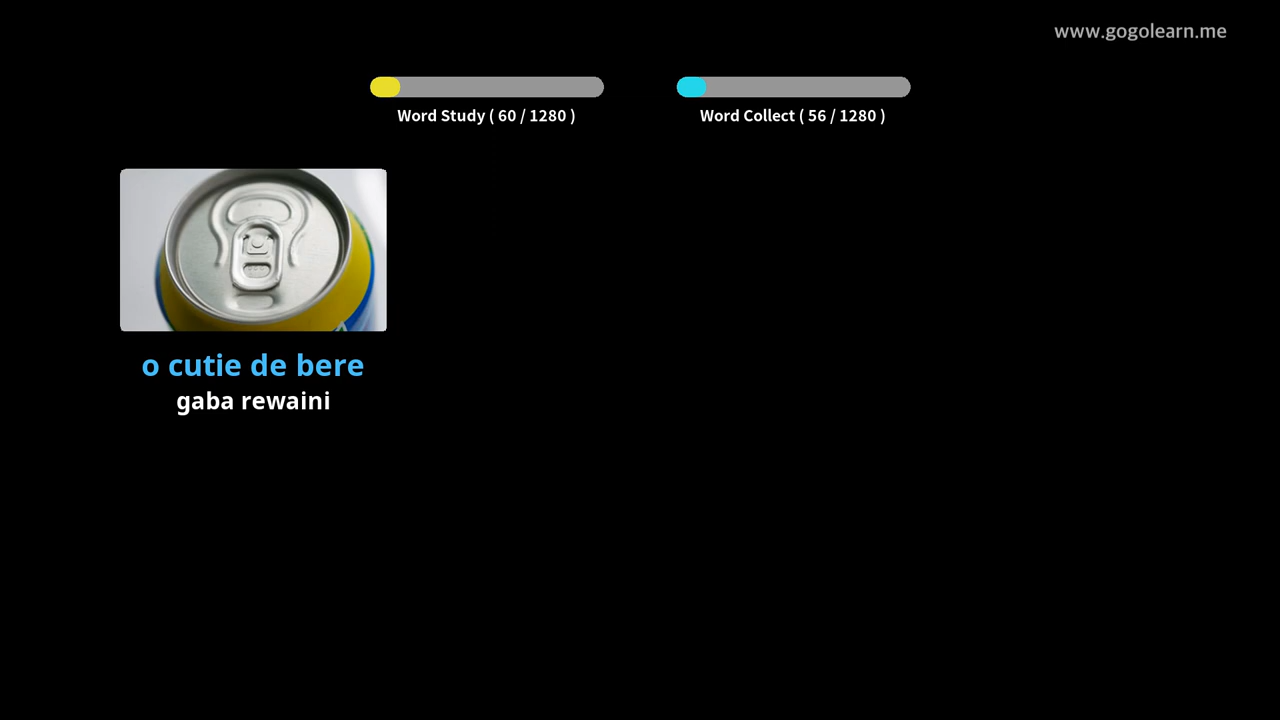 www.gogolearn.me
Word Study ( 60 / 1280 )
Word Collect ( 56 / 1280 )
o cutie de bere
gaba rewaini